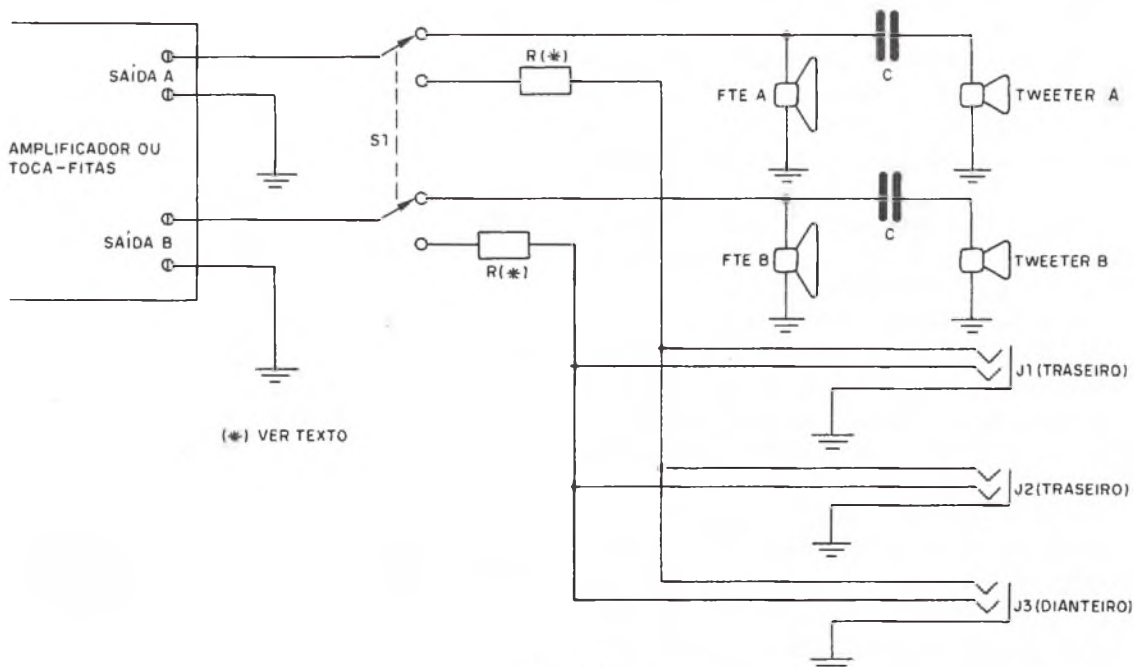 SAÍDA A
AMPLIFICADOR OU
TOCA-FITAS
SAÍDA B
S1
R(*)
R(*)
C
FTE A
TWEETER A
C
FTE B
TWEETER B
J1(TRASEIRO)
(*) VER TEXTO
J2(TRASEIRO)
J3(DIANTEIRO)